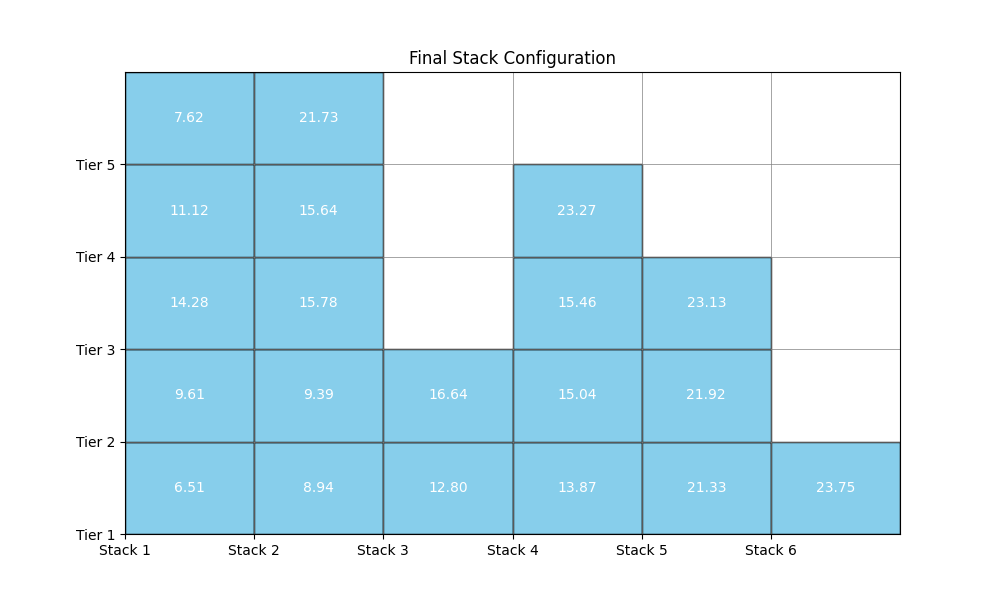 Final Stack Configuration
7.62 21.73
Tier 5
11.12 15.64 23.27
Tier 4
14.28 15.78 15.46 23.13
Tier 3
9.61 9.39 16.64 15.04 21.92
Tier 2
6.51 8.94 12.80 13.87 21.33 23.75
Tier 1
Stack 1 Stack 2 Stack 3 Stack 4 Stack 5 Stack 6